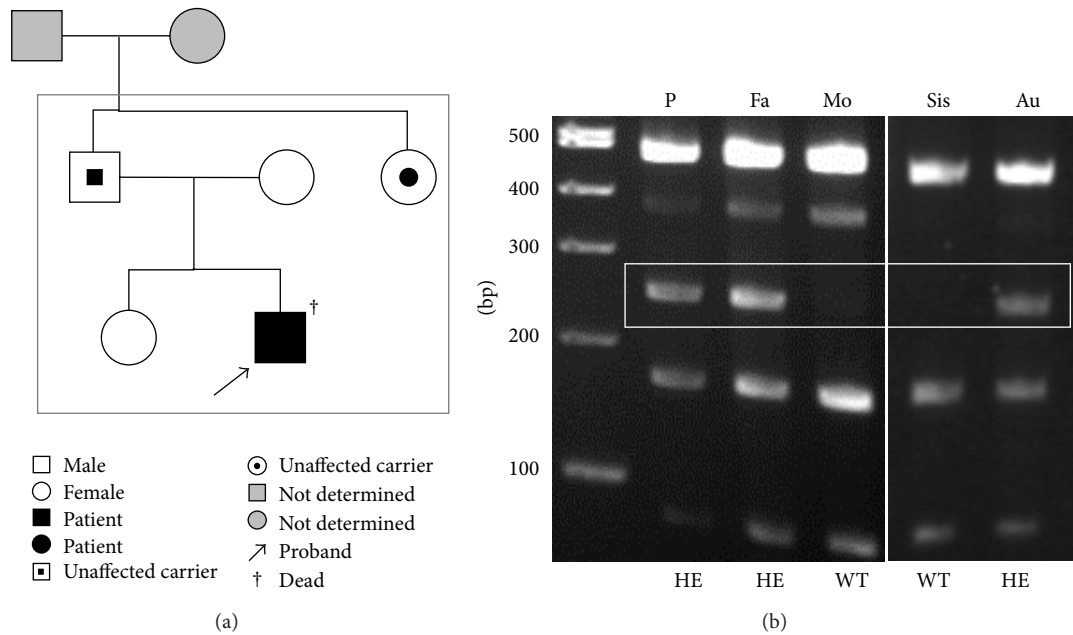 †
Male
Female
Patient
Patient
Unaffected carrier
Unaffected carrier
Not determined
Not determined
Proband
† Dead
(a)
P Fa Mo Sis Au
500
400
300
200
100
(bp)
HE HE WT WT HE
(b)